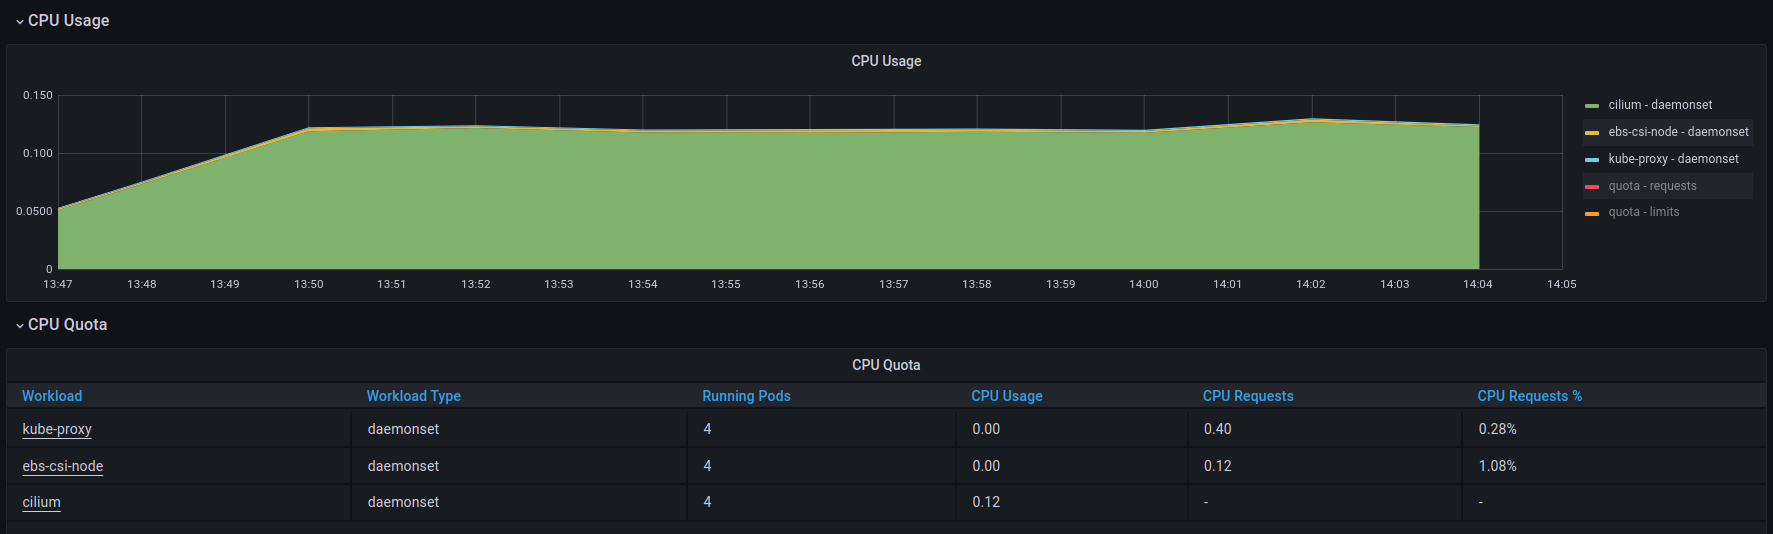 CPU Usage
CPU Usage
0.150
0.100
0.0500
0
13:47 13:48 13:49 13:50 13:51 13:52 13:53 13:54 13:55 13:56 13:57 13:58 13:59 14:00 14:01 14:02 14:03 14:04 14:05
cilium - daemonset
ebs-csi-node - daemonset
kube-proxy - daemonset
quota - requests
quota - limits
CPU Quota
CPU Quota
Workload Workload Type Running Pods CPU Usage CPU Requests CPU Requests %
kube-proxy daemonset 4 0.00 0.40 0.28%
ebs-csi-node daemonset 4 0.00 0.12 1.08%
cilium daemonset 4 0.12 - -